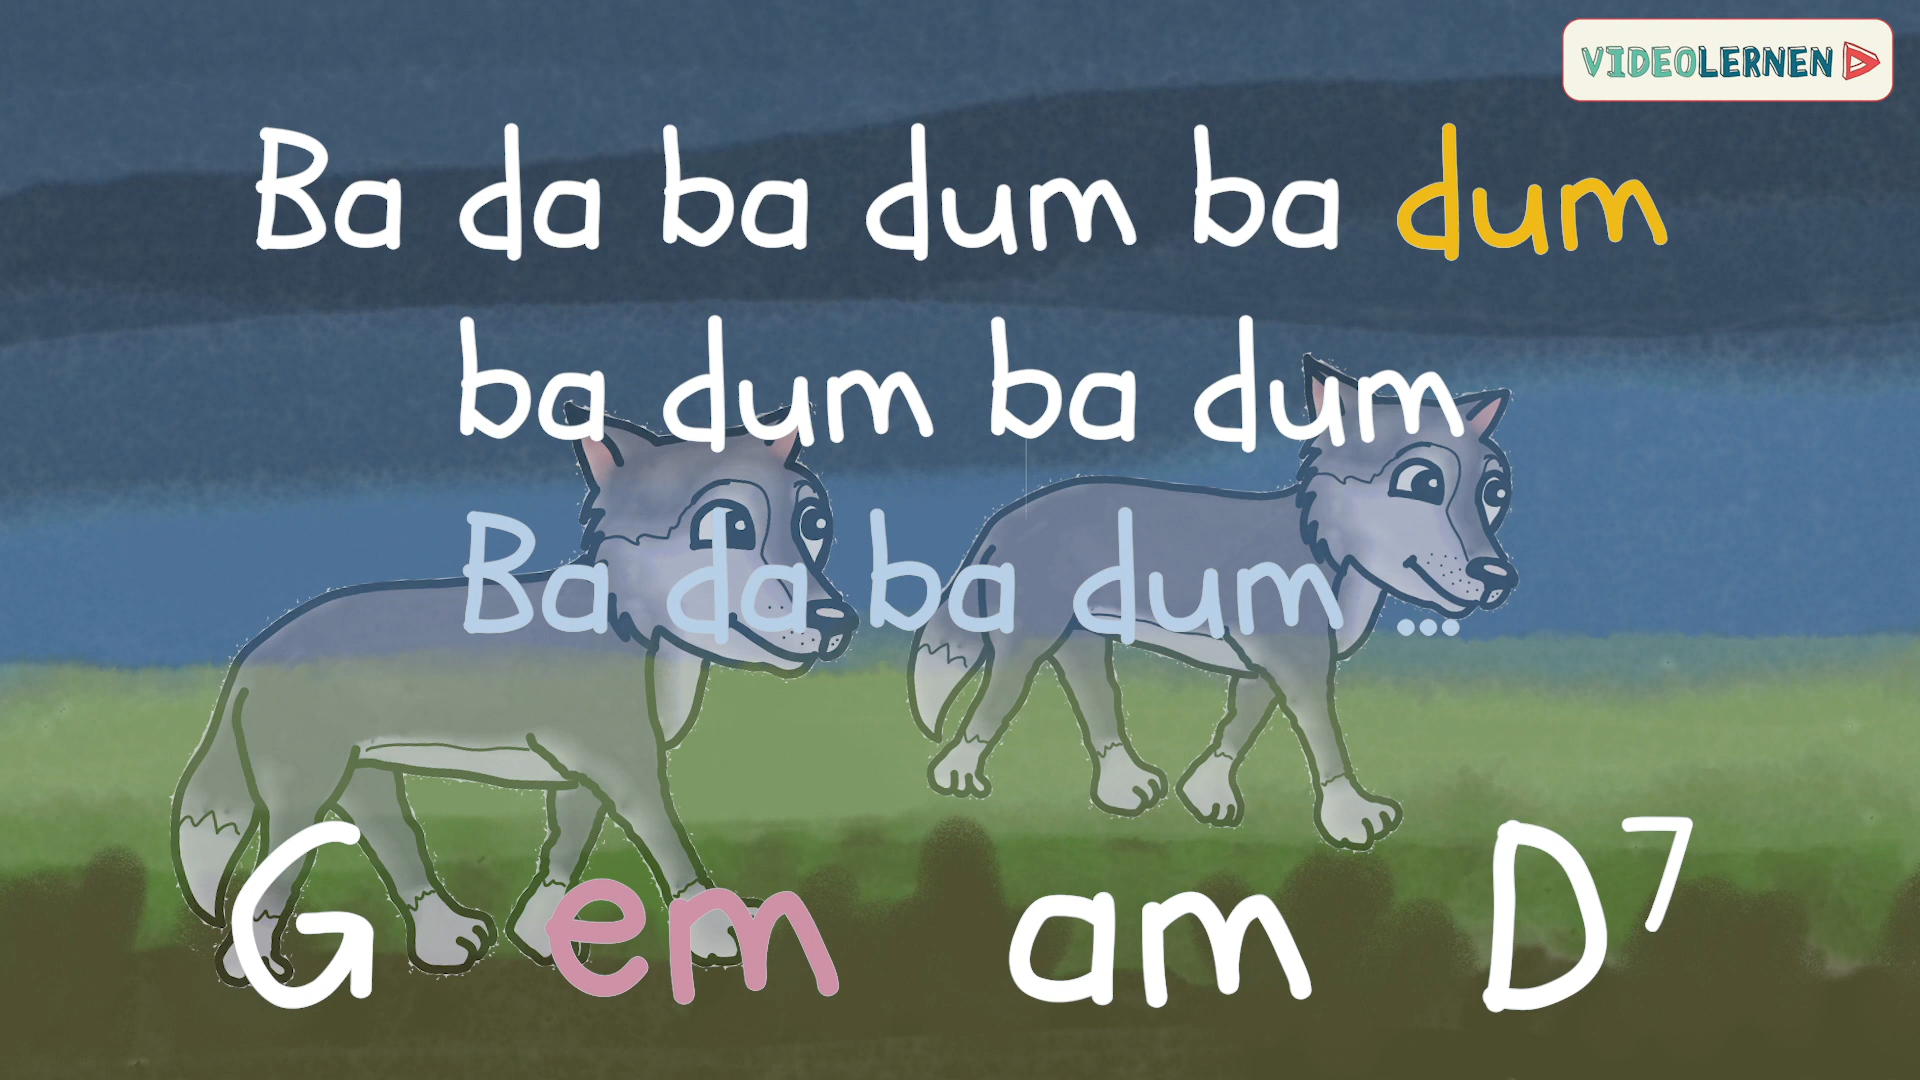 VIDEOLERNEN
Ba da ba dum ba dum
ba dum ba dum
Ba da ba dum ...
G em am D⁷